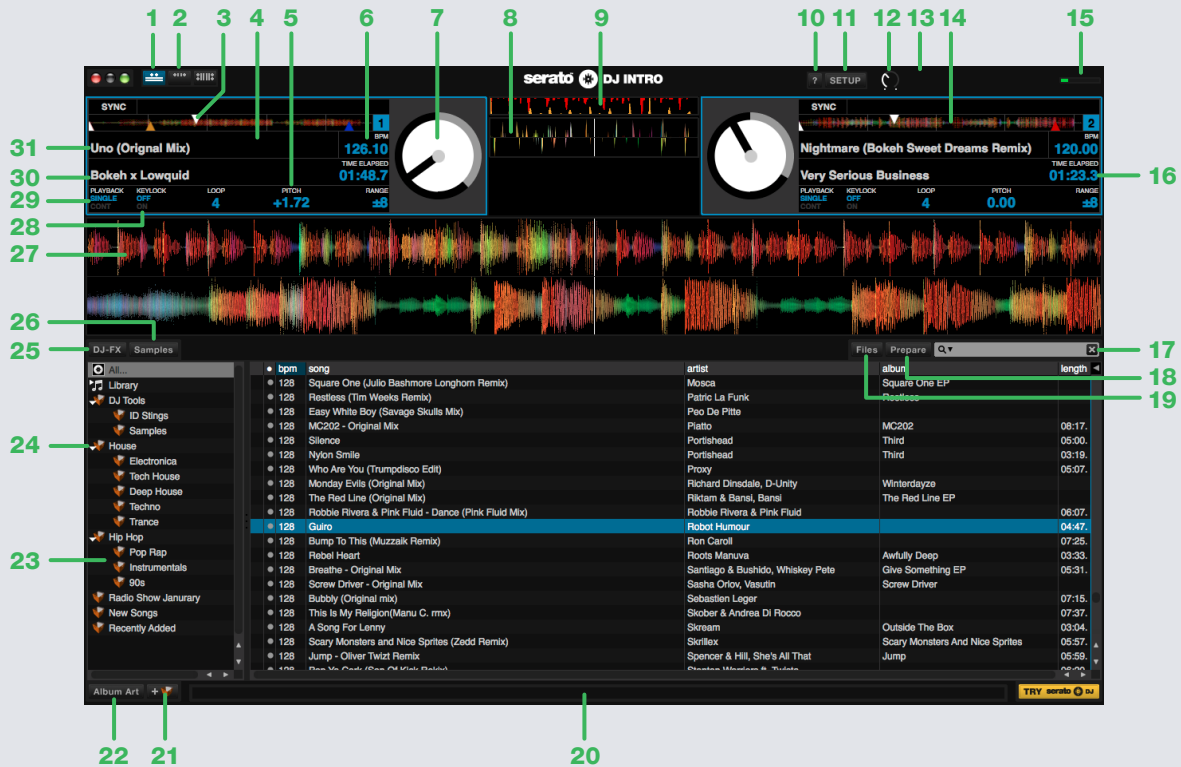 1 2 3 4 5 6 7 8 9 10 11 12 13 14 15
serato DJ INTRO
? SETUP
SYNC
1
BPM
Uno (Orignal Mix) 126.10
TIME ELAPSED
Bokeh x Lowquid 01:48.7
PLAYBACK KEYLOCK LOOP PITCH RANGE
SINGLE OFF 4 +1.72 ±8
CONT ON
SYNC
2
BPM
Nightmare (Bokeh Sweet Dreams Remix) 120.00
TIME ELAPSED
Very Serious Business 01:23.3
PLAYBACK KEYLOCK LOOP PITCH RANGE
SINGLE OFF 4 0.00 ±8
CONT ON
31
30
29
28
27
26
25
24
23
16
17
18
19
DJ-FX Samples
Files Prepare
All...
Library
DJ Tools
ID Stings
Samples
House
Electronica
Tech House
Deep House
Techno
Trance
Hip Hop
Pop Rap
Instrumentals
90s
Radio Show Janurary
New Songs
Recently Added
bpm song artist album length
128 Square One (Julio Bashmore Longhorn Remix) Mosca Square One EP
128 Restless (Tim Weeks Remix) Patric La Funk Restless
128 Easy White Boy (Savage Skulls Mix) Peo De Pitte
128 MC202 - Original Mix Piatto MC202 08:17.
128 Silence Portishead Third 05:00.
128 Nylon Smile Portishead Third 03:19.
128 Who Are You (Trumpdisco Edit) Proxy 05:07.
128 Monday Evils (Original Mix) Richard Dinsdale, D-Unity Winterdayze
128 The Red Line (Original Mix) Riktam & Bansi, Bansi The Red Line EP
128 Robbie Rivera & Pink Fluid - Dance (Pink Fluid Mix) Robbie Rivera & Pink Fluid 06:07.
128 Guiro Robot Humour 04:47.
128 Bump To This (Muzzaik Remix) Ron Caroll 07:25.
128 Rebel Heart Roots Manuva Awfully Deep 03:33.
128 Breathe - Original Mix Santiago & Bushido, Whiskey Pete Give Something EP 05:31.
128 Screw Driver - Original Mix Sasha Orlov, Vasutin Screw Driver
128 Bubbly (Original mix) Sebastien Leger 07:15.
128 This Is My Religion(Manu C. rmx) Skober & Andrea Di Rocco 07:37.
128 A Song For Lenny Skream Outside The Box 03:04.
128 Scary Monsters and Nice Sprites (Zedd Remix) Skrillex Scary Monsters And Nice Sprites 05:57.
128 Jump - Oliver Twizt Remix Spencer & Hill, She's All That Jump 05:59.
128
Album Art +
TRY serato DJ
22 21 20